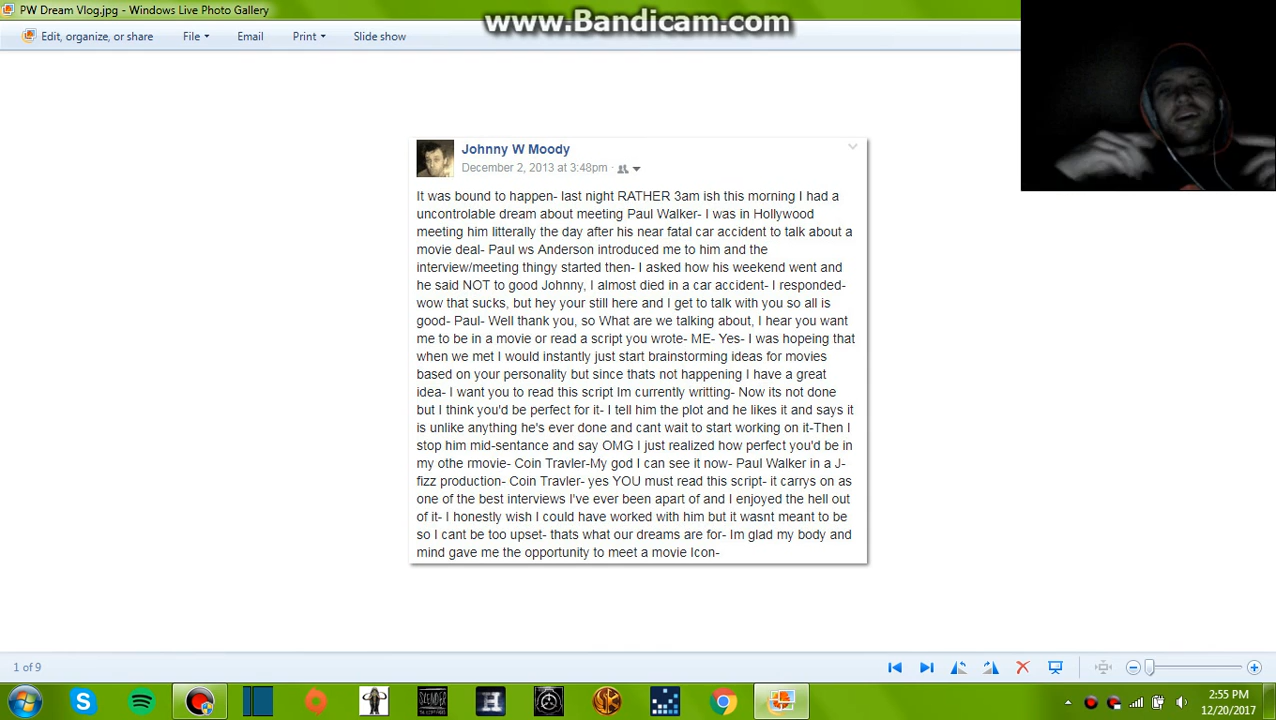 PW Dream Vlog.jpg - Windows Live Photo Gallery
www.Bandicam.com
Edit, organize, or share
File
Email
Print
Slide show
Johnny W Moody
December 2, 2013 at 3:48pm ·
It was bound to happen- last night RATHER 3am ish this morning I had a
uncontrolable dream about meeting Paul Walker- I was in Hollywood
meeting him litterally the day after his near fatal car accident to talk about a
movie deal- Paul ws Anderson introduced me to him and the
interview/meeting thingy started then- I asked how his weekend went and
he said NOT to good Johnny, I almost died in a car accident- I responded-
wow that sucks, but hey your still here and I get to talk with you so all is
good- Paul- Well thank you, so What are we talking about, I hear you want
me to be in a movie or read a script you wrote- ME- Yes- I was hoping that
when we met I would instantly just start brainstorming ideas for movies
based on your personality but since thats not happening I have a great
idea- I want you to read this script Im currently writting- Now its not done
but I think you'd be perfect for it- I tell him the plot and he likes it and says it
is unlike anything he's ever done and cant wait to start working on it-Then I
stop him mid-sentance and say OMG I just realized how perfect you'd be in
my othe rmovie- Coin Travler-My god I can see it now- Paul Walker in a J-
fizz production- Coin Travler- yes YOU must read this script- it carrys on as
one of the best interviews I've ever been apart of and I enjoyed the hell out
of it- I honestly wish I could have worked with him but it wasnt meant to be
so I cant be too upset- thats what our dreams are for- Im glad my body and
mind gave me the opportunity to meet a movie Icon-
1 of 9
SLENDER
H
2:55 PM
12/20/2017